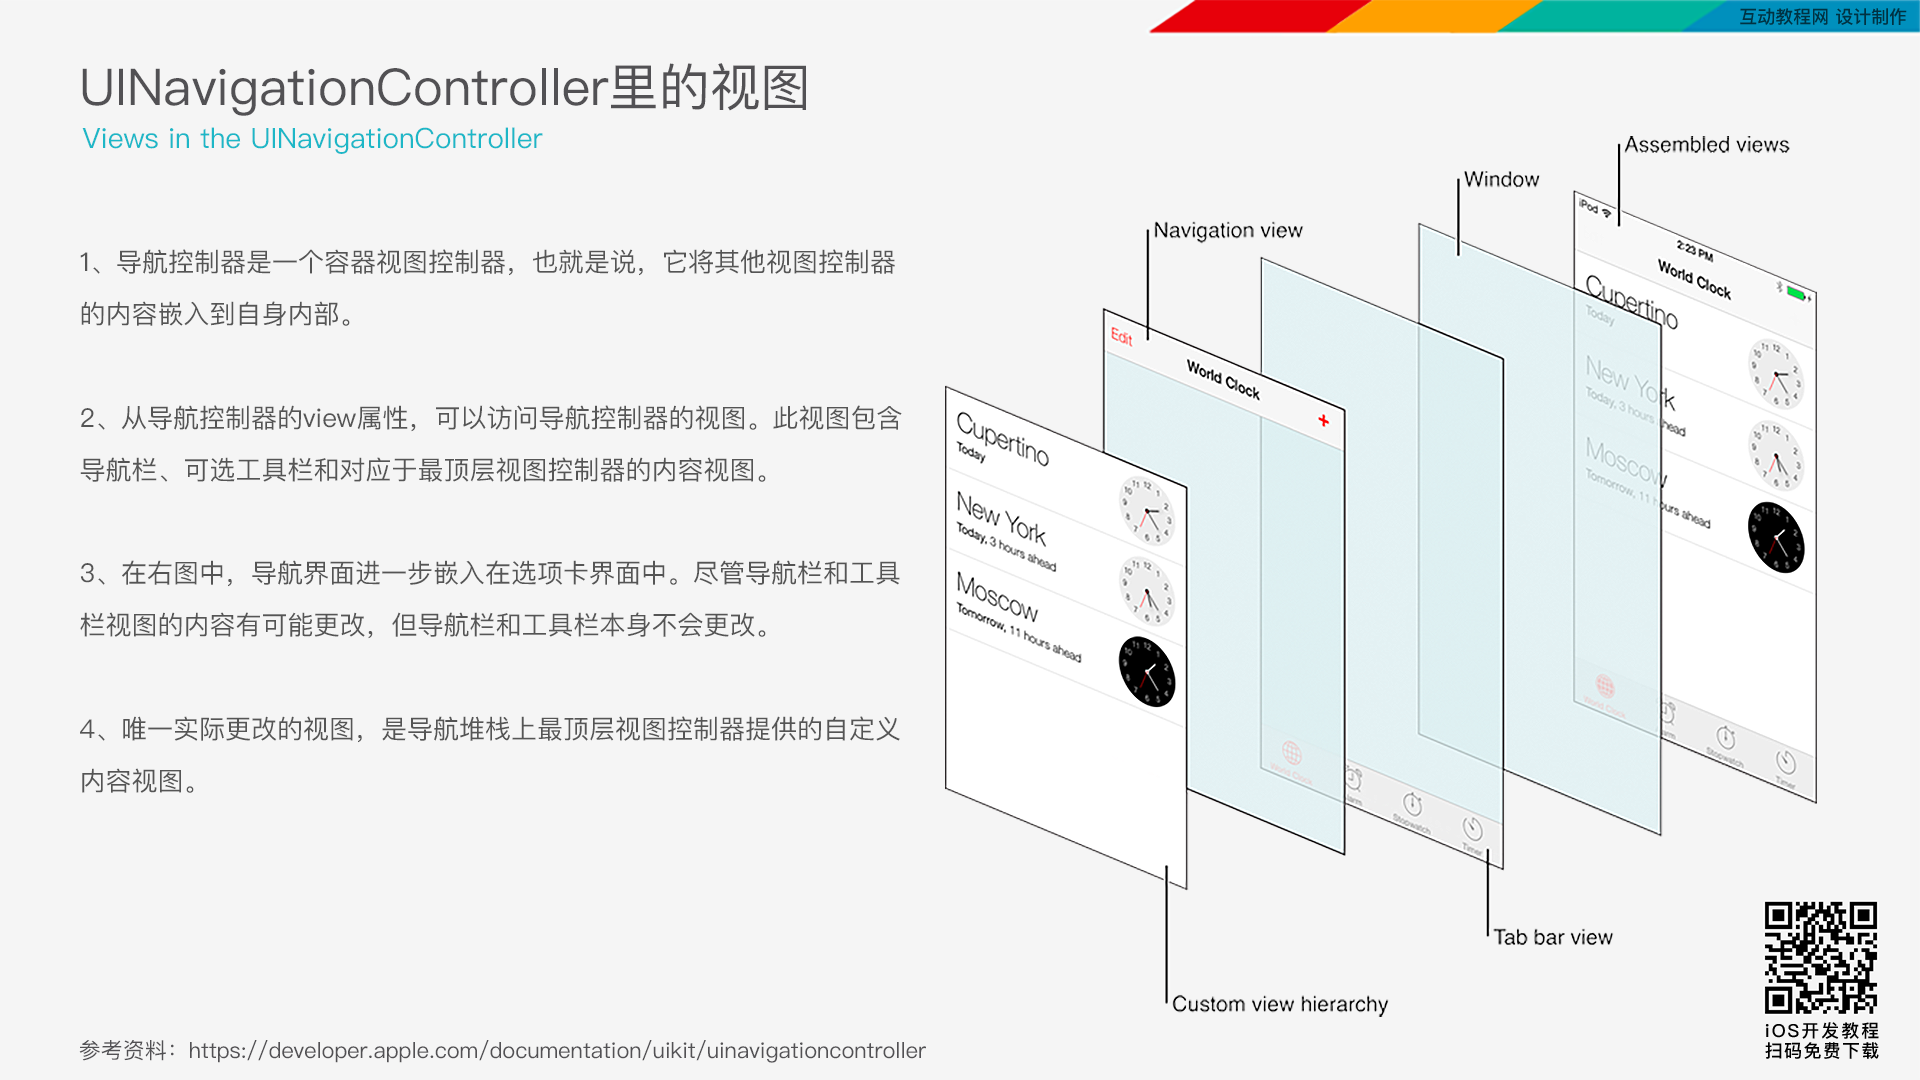 互动教程网 设计制作
UINavigationController里的视图
Views in the UINavigationController
1、导航控制器是一个容器视图控制器，也就是说，它将其他视图控制器
的内容嵌入到自身内部。
2、从导航控制器的view属性，可以访问导航控制器的视图。此视图包含
导航栏、可选工具栏和对应于最顶层视图控制器的内容视图。
3、在右图中，导航界面进一步嵌入在选项卡界面中。尽管导航栏和工具
栏视图的内容有可能更改，但导航栏和工具栏本身不会更改。
4、唯一实际更改的视图，是导航堆栈上最顶层视图控制器提供的自定义
内容视图。
Assembled views
Window
Navigation view
iPod
2:23 PM
World Clock
Cupertino
Today
New York
Today, 3 hours ahead
Moscow
Tomorrow, 11 hours ahead
World Clock
Stopwatch
Timer
Edit
World Clock
+
World Clock
Stopwatch
Timer
Cupertino
Today
New York
Today, 3 hours ahead
Moscow
Tomorrow, 11 hours ahead
Tab bar view
Custom view hierarchy
iOS开发教程
扫码免费下载
参考资料：https://developer.apple.com/documentation/uikit/uinavigationcontroller